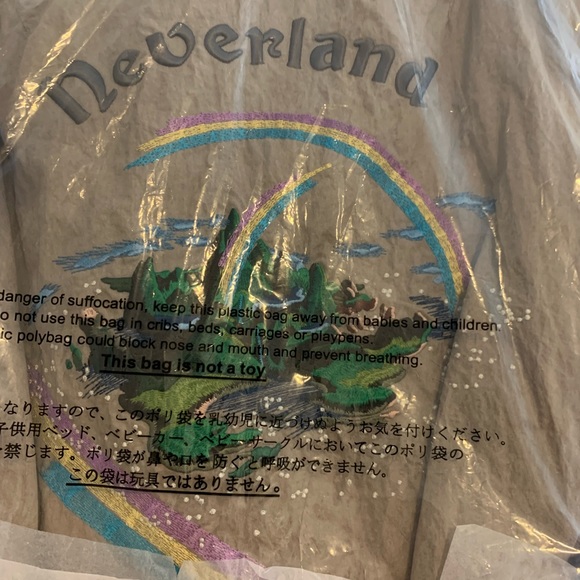 Neverland
danger of suffocation, keep this plastic bag away from babies and children
not use this bag in cribs, beds, carriages or playpens.
polybag could block nose and mouth and prevent breathing.
This bag is not a toy
なりますので、このポリ袋を乳幼児に近づけぬようお気を付けください。
子供用ベッド、ベビーカー、ベビーサークルにおいてこのポリ袋の
禁じます。ポリ袋が鼻や口を防ぐと呼吸ができません。
この袋は玩具ではありません。